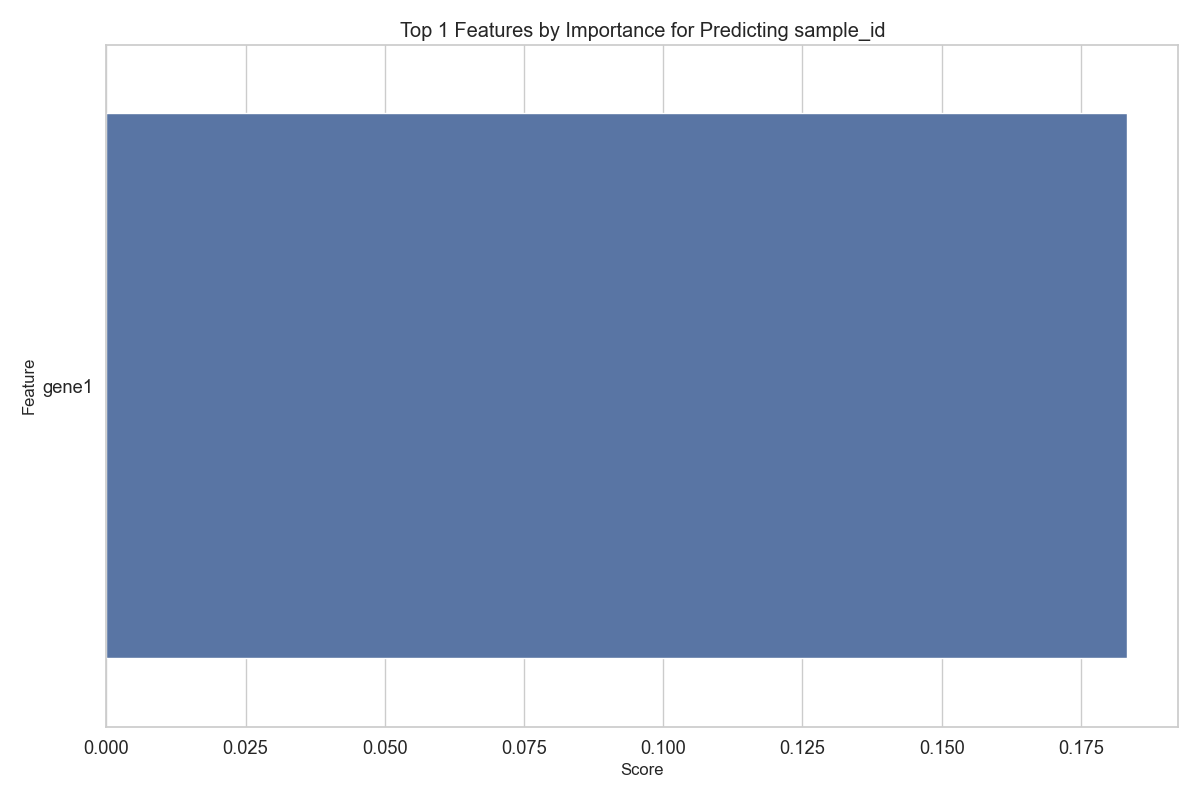 Top 1 Features by Importance for Predicting sample_id
Feature
gene1
0.000 0.025 0.050 0.075 0.100 0.125 0.150 0.175
Score